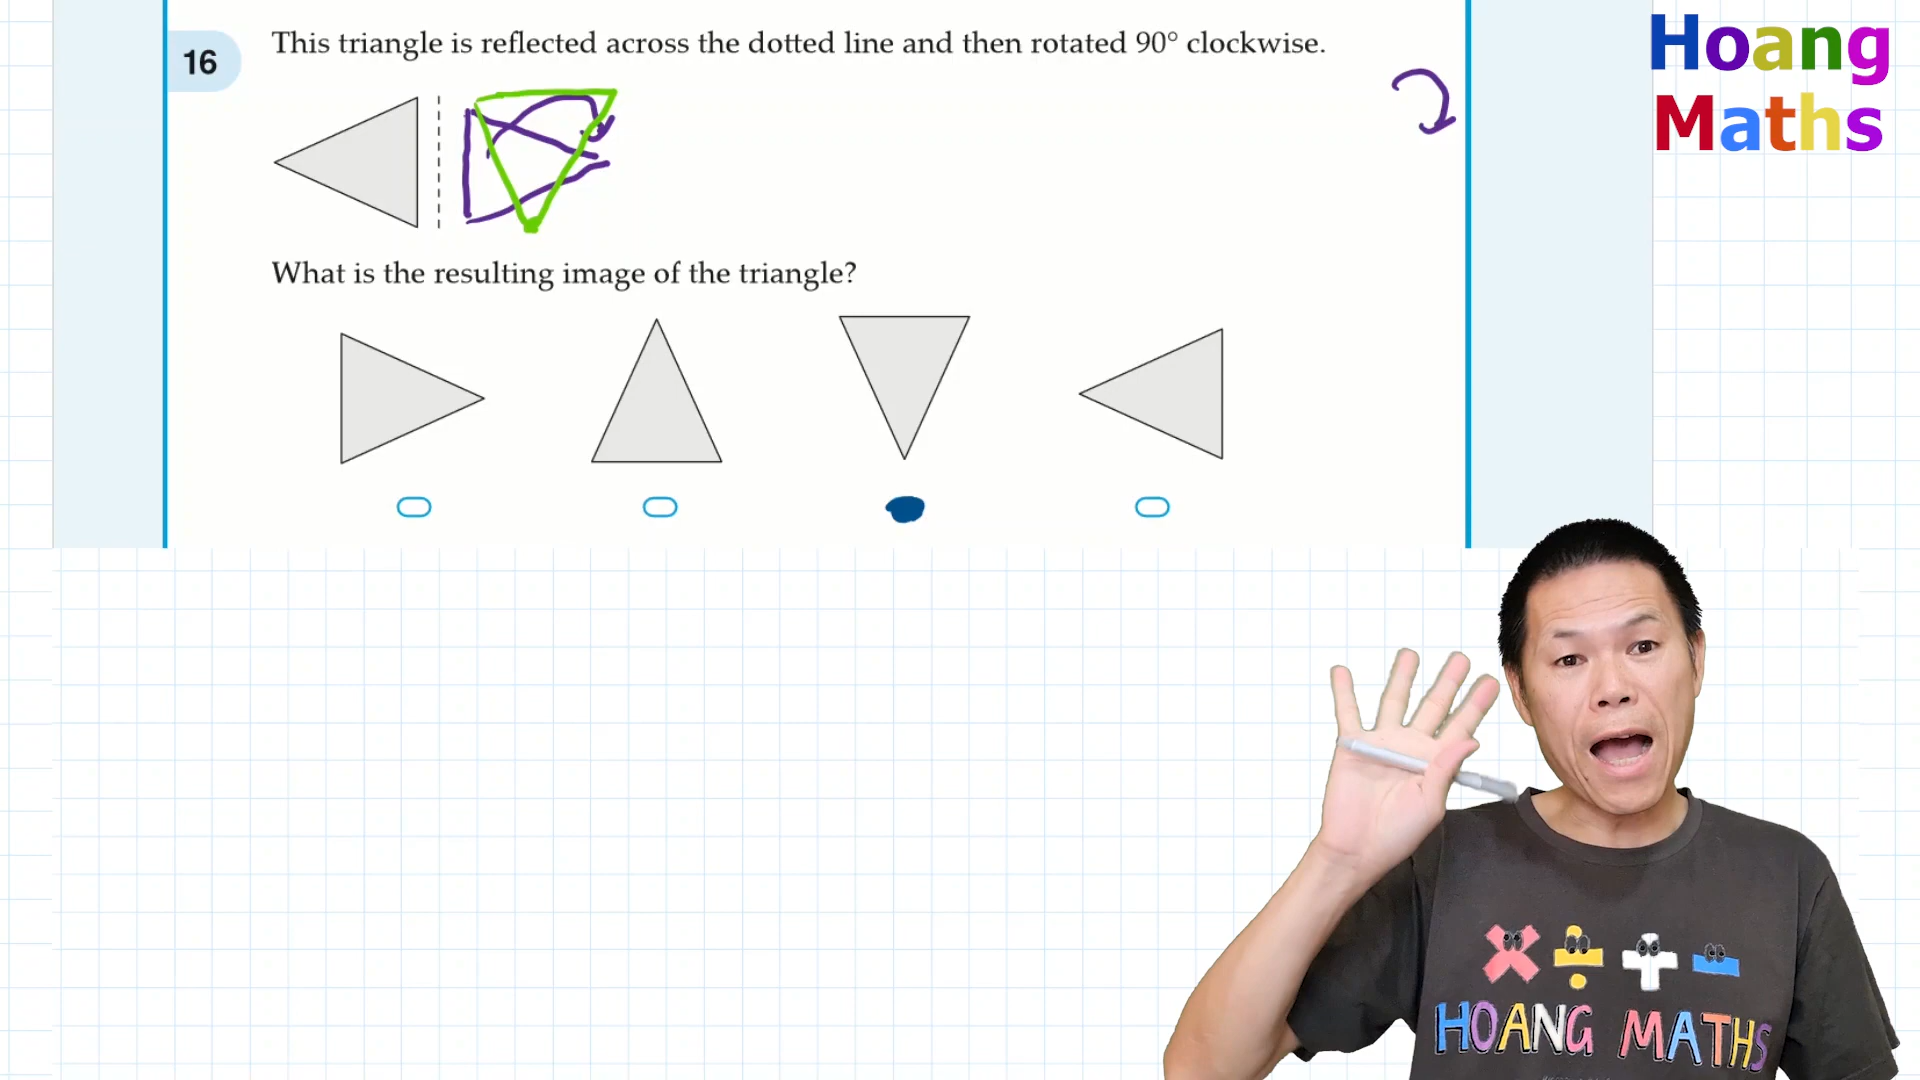 16
This triangle is reflected across the dotted line and then rotated 90° clockwise.
Hoang
Maths
What is the resulting image of the triangle?
HOANG MATHS